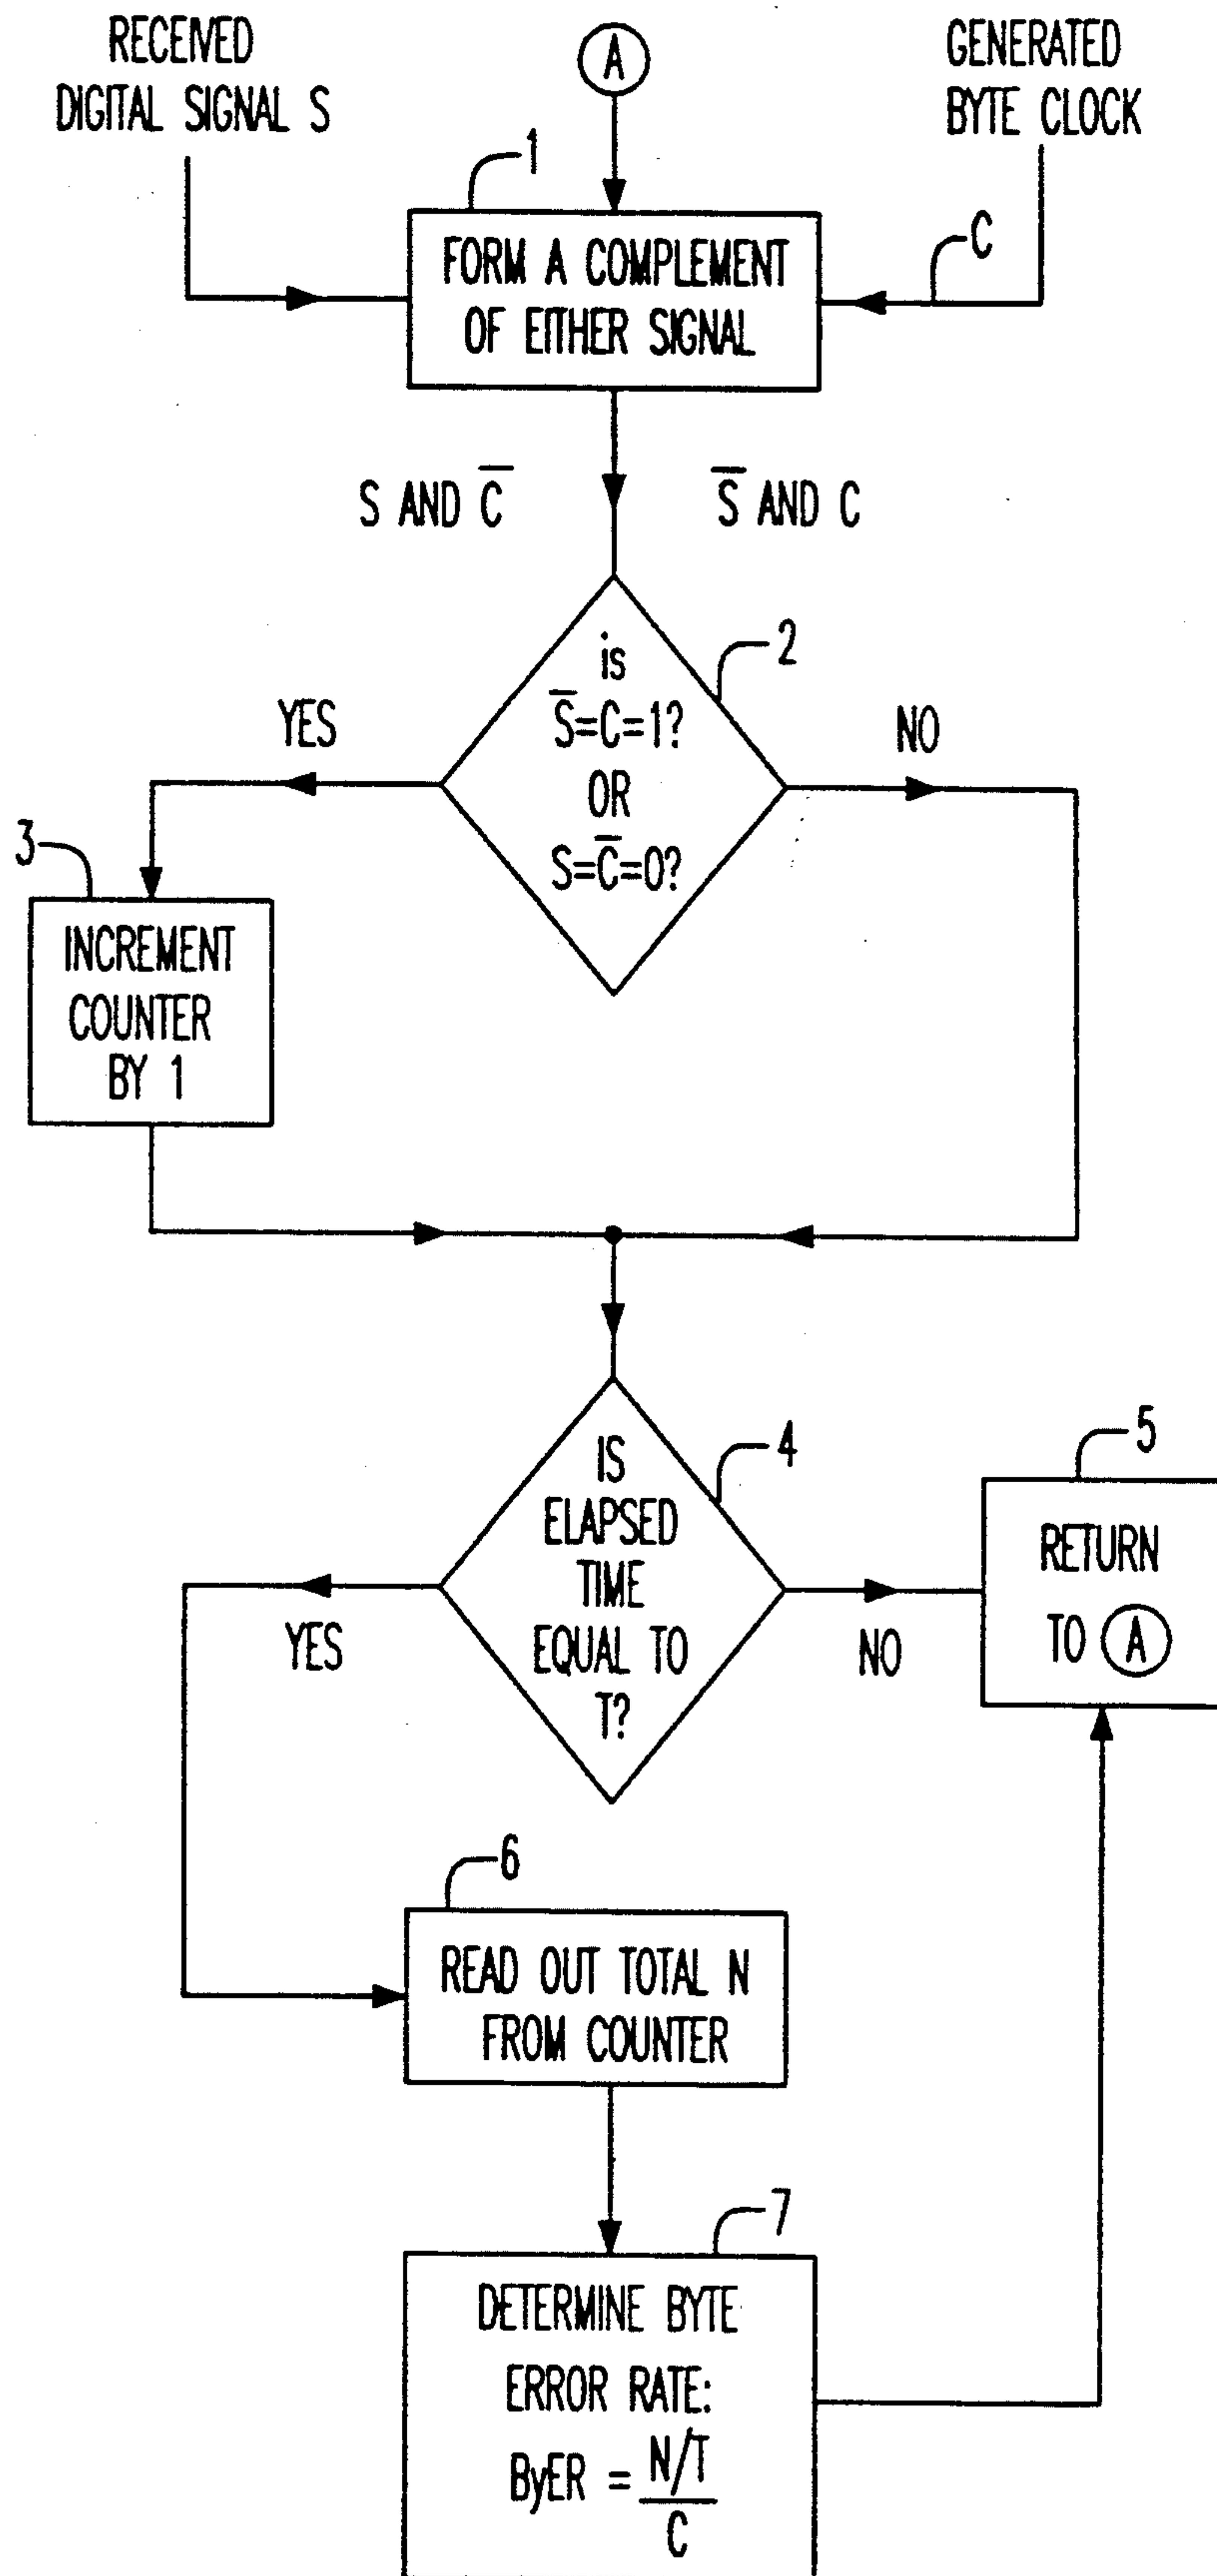 RECEIVED
DIGITAL SIGNAL S
A
GENERATED
BYTE CLOCK
1
C
FORM A COMPLEMENT
OF EITHER SIGNAL
S AND C̅
S̅ AND C
2
is
S̅=C=1?
OR
S=C̅=0?
YES
NO
3
INCREMENT
COUNTER
BY 1
4
IS
ELAPSED
TIME
EQUAL TO
T?
YES
NO
5
RETURN
TO A
6
READ OUT TOTAL N
FROM COUNTER
7
DETERMINE BYTE
ERROR RATE:
ByER = N/T
C